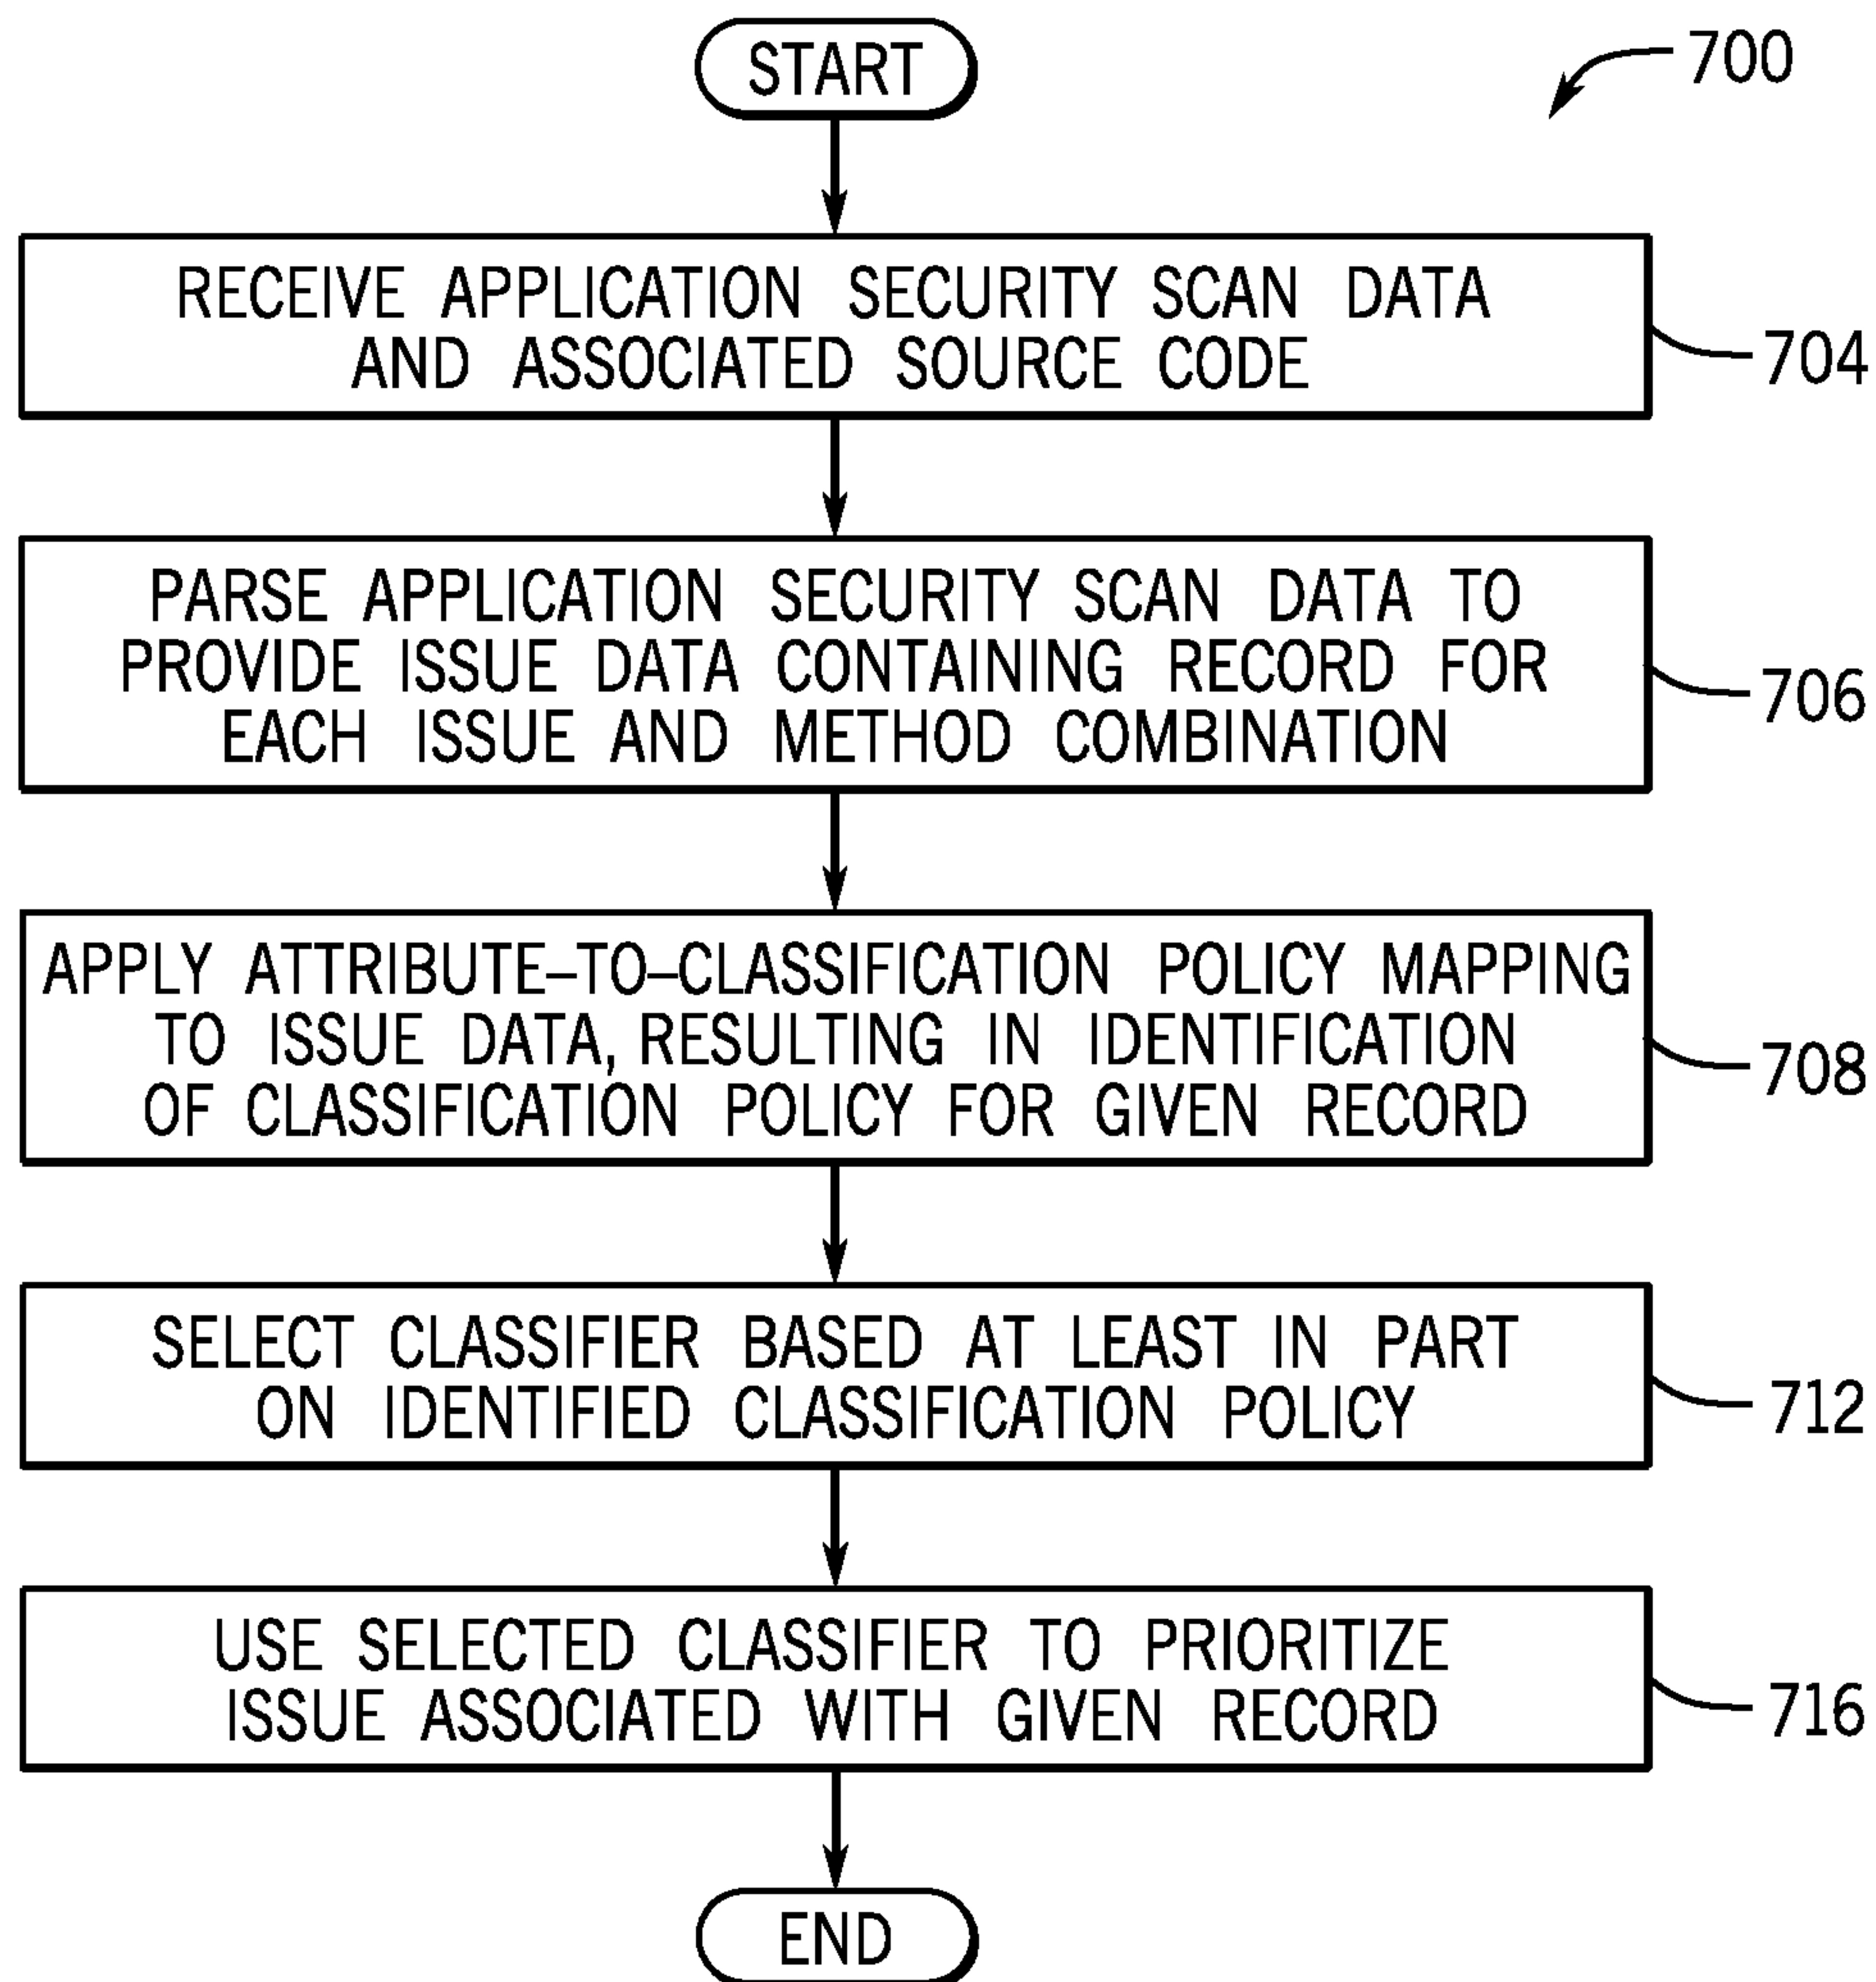 START
700
RECEIVE APPLICATION SECURITY SCAN DATA
AND ASSOCIATED SOURCE CODE
704
PARSE APPLICATION SECURITY SCAN DATA TO
PROVIDE ISSUE DATA CONTAINING RECORD FOR
EACH ISSUE AND METHOD COMBINATION
706
APPLY ATTRIBUTE–TO–CLASSIFICATION POLICY MAPPING
TO ISSUE DATA, RESULTING IN IDENTIFICATION
OF CLASSIFICATION POLICY FOR GIVEN RECORD
708
SELECT CLASSIFIER BASED AT LEAST IN PART
ON IDENTIFIED CLASSIFICATION POLICY
712
USE SELECTED CLASSIFIER TO PRIORITIZE
ISSUE ASSOCIATED WITH GIVEN RECORD
716
END